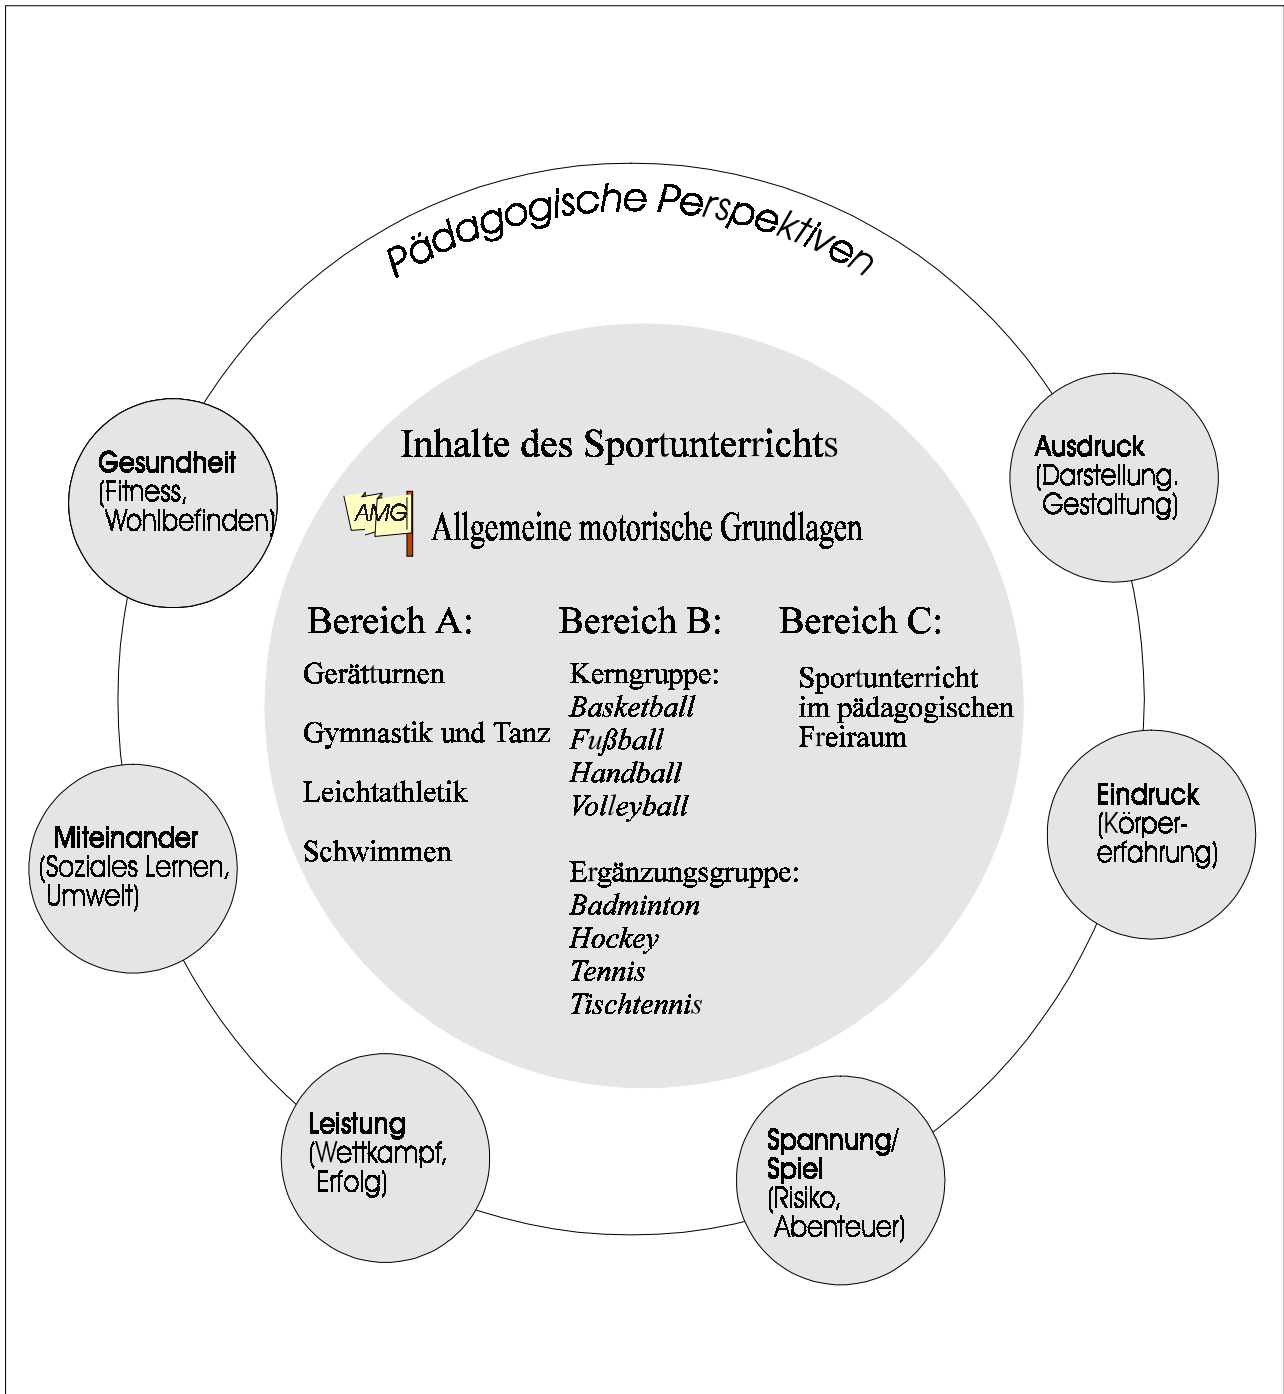 Pädagogische Perspektiven
Gesundheit
(Fitness,
Wohlbefinden)
Ausdruck
(Darstellung.
Gestaltung)
Inhalte des Sportunterrichts
AMG
Allgemeine motorische Grundlagen
Bereich A:
Gerätturnen
Gymnastik und Tanz
Leichtathletik
Schwimmen
Bereich B:
Kerngruppe:
Basketball
Fußball
Handball
Volleyball
Ergänzungsgruppe:
Badminton
Hockey
Tennis
Tischtennis
Bereich C:
Sportunterricht
im pädagogischen
Freiraum
Miteinander
(Soziales Lernen,
Umwelt)
Eindruck
(Körper-
erfahrung)
Leistung
(Wettkampf,
Erfolg)
Spannung/
Spiel
(Risiko,
Abenteuer)